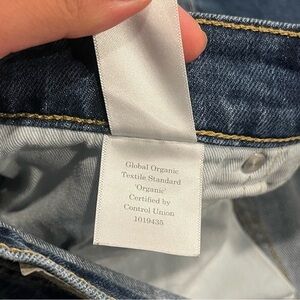 Global Organic
Textile Standard
'Organic'
Certified by
Control Union
1019435